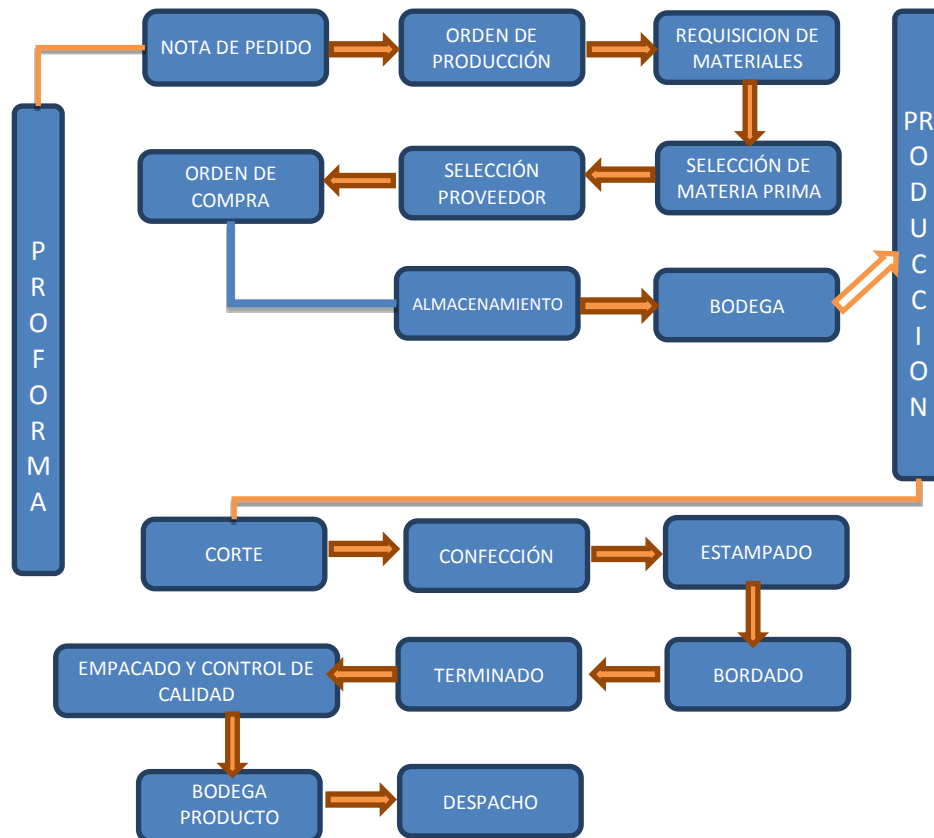 NOTA DE PEDIDO
ORDEN DE
PRODUCCIÓN
REQUISICION DE
MATERIALES
SELECCIÓN DE
MATERIA PRIMA
SELECCIÓN
PROVEEDOR
ORDEN DE
COMPRA
ALMACENAMIENTO
BODEGA
PR
O
D
U
C
C
I
O
N
P
R
O
F
O
R
M
A
CORTE
CONFECCIÓN
ESTAMPADO
BORDADO
TERMINADO
EMPACADO Y CONTROL DE
CALIDAD
BODEGA
PRODUCTO
DESPACHO